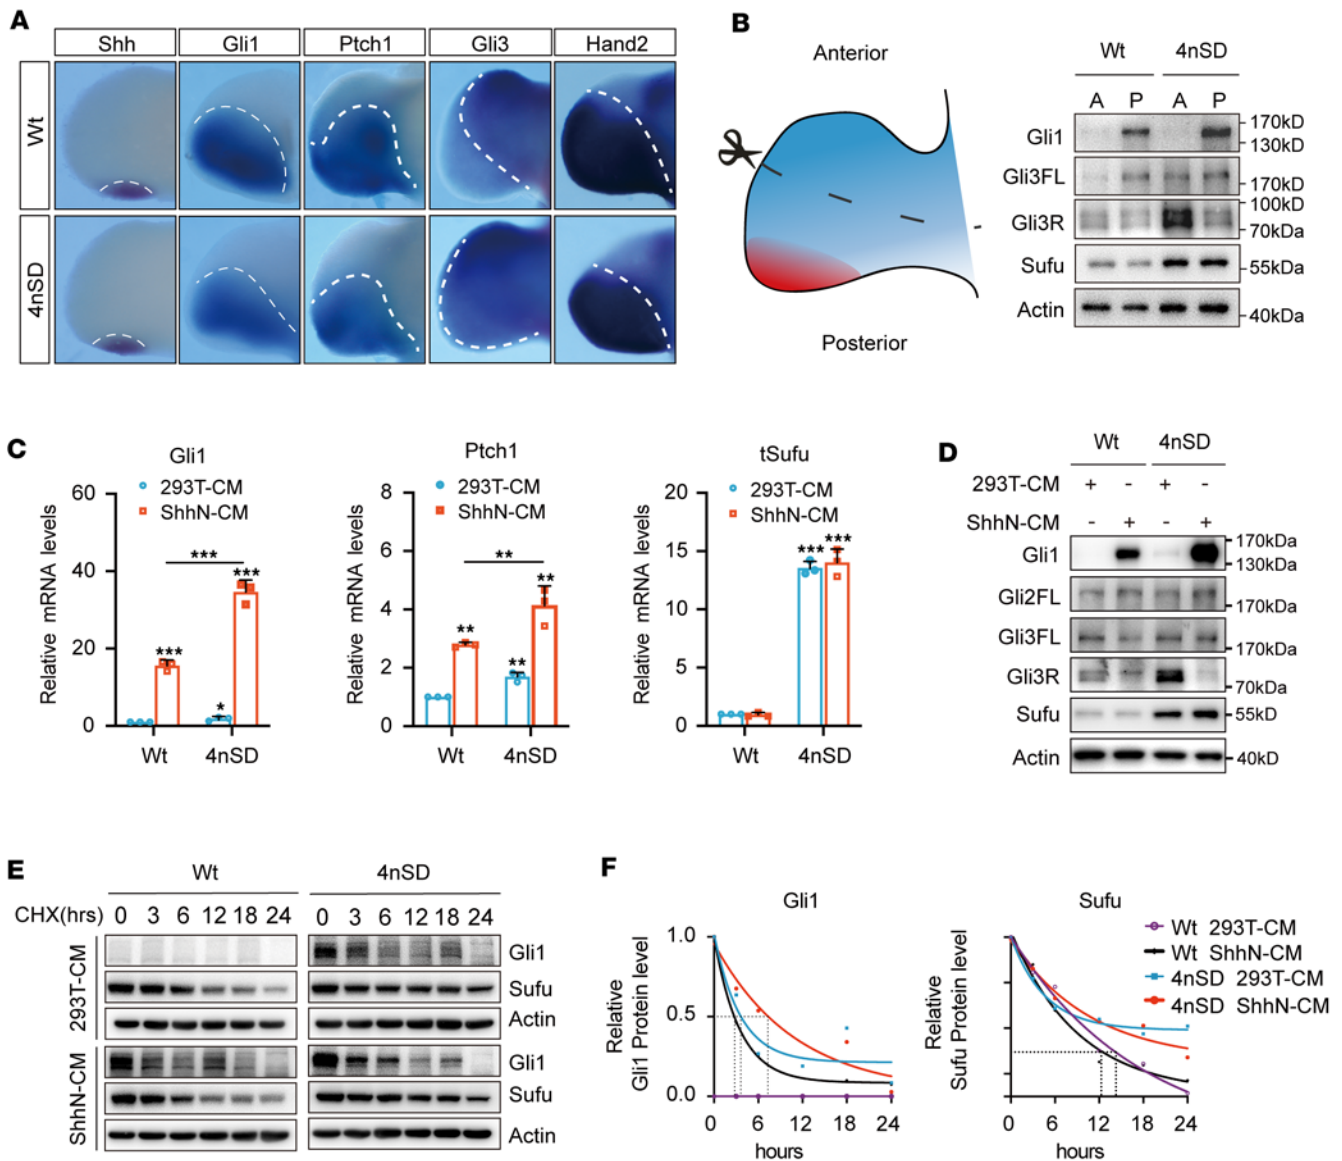 A
Shh Gli1 Ptch1 Gli3 Hand2
Wt
4nSD
B
Anterior
Posterior
Wt 4nSD
A P A P
Gli1 170kD
130kD
Gli3FL 170kD
Gli3R 100kD
70kDa
Sufu 55kDa
Actin 40kDa
C
Gli1
293T-CM
ShhN-CM
Relative mRNA levels
60
40
20
0
***
***
*
***
Wt 4nSD
Ptch1
293T-CM
ShhN-CM
Relative mRNA levels
8
6
4
2
0
**
**
**
**
Wt 4nSD
tSufu
293T-CM
ShhN-CM
Relative mRNA levels
20
15
10
5
0
*** ***
Wt 4nSD
D
Wt 4nSD
293T-CM + - + -
ShhN-CM - + - +
Gli1 170kDa
130kDa
Gli2FL 170kDa
Gli3FL 170kDa
Gli3R 70kDa
Sufu 55kD
Actin 40kD
E
Wt 4nSD
CHX(hrs) 0 3 6 12 18 24 0 3 6 12 18 24
293T-CM
Gli1
Sufu
Actin
ShhN-CM
Gli1
Sufu
Actin
F
Gli1
Relative
Gli1 Protein level
1.0
0.5
0.0
0 6 12 18 24
hours
Sufu
Relative
Sufu Protein level
0 6 12 18 24
hours
Wt 293T-CM
Wt ShhN-CM
4nSD 293T-CM
4nSD ShhN-CM